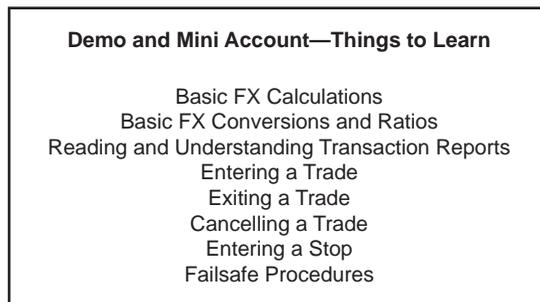 Demo and Mini Account—Things to Learn
Basic FX Calculations
Basic FX Conversions and Ratios
Reading and Understanding Transaction Reports
Entering a Trade
Exiting a Trade
Cancelling a Trade
Entering a Stop
Failsafe Procedures